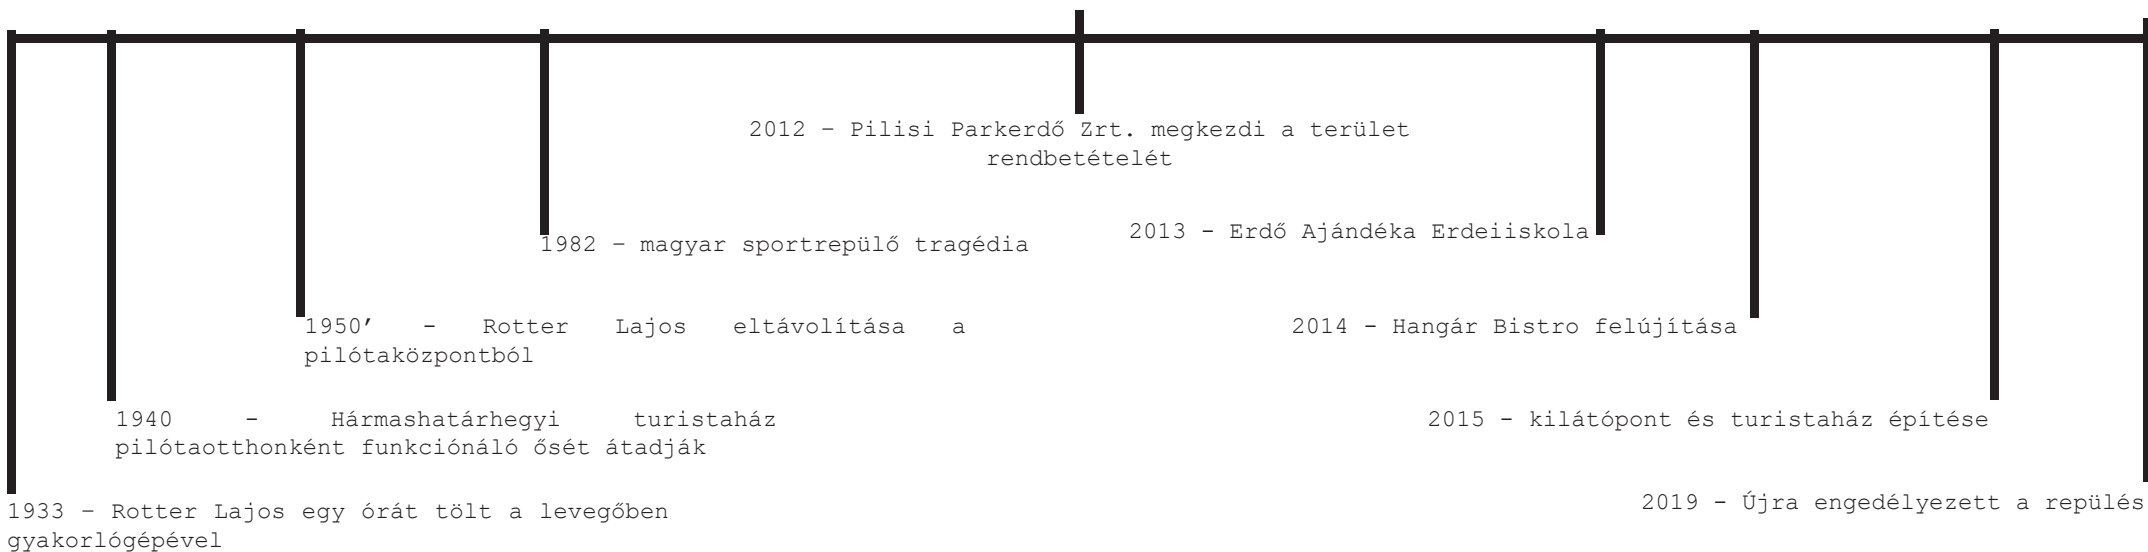 2012 – Pilisi Parkerdő Zrt. megkezdi a terület
rendbetételét
1982 – magyar sportrepülő tragédia
2013 - Erdő Ajándéka Erdeiiskola
1950’ - Rotter Lajos eltávolítása a
pilótaközpontból
2014 - Hangár Bistro felújítása
1940 - Hármashatárhegyi turistaház
pilótaotthonként funkciónáló ősét átadják
2015 - kilátópont és turistaház építése
1933 – Rotter Lajos egy órát tölt a levegőben
gyakorlógépével
2019 - Újra engedélyezett a repülés